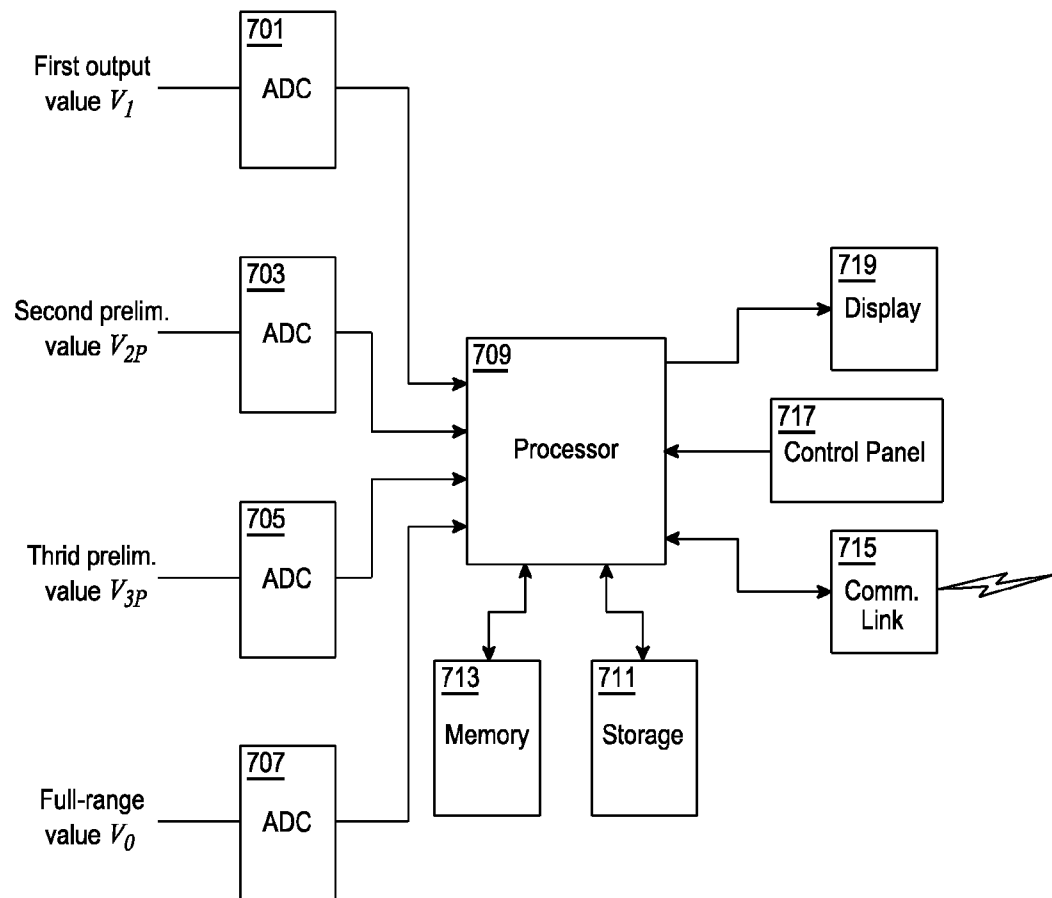 701
ADC
First output
value V1
703
ADC
Second prelim.
value V2P
705
ADC
Thrid prelim.
value V3P
707
ADC
Full-range
value V0
709
Processor
719
Display
717
Control Panel
715
Comm.
Link
713
Memory
711
Storage